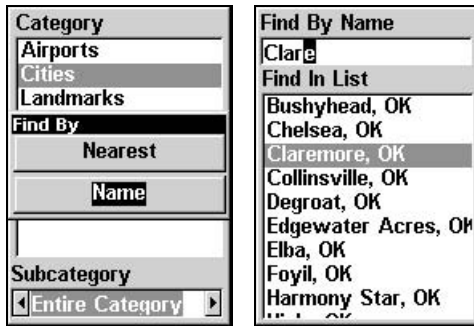 Category
Airports
Cities
Landmarks
Find By
Nearest
Name
Subcategory
Entire Category
Find By Name
Clare
Find In List
Bushyhead, OK
Chelsea, OK
Claremore, OK
Collinsville, OK
Degroat, OK
Edgewater Acres, OK
Elba, OK
Foyil, OK
Harmony Star, OK